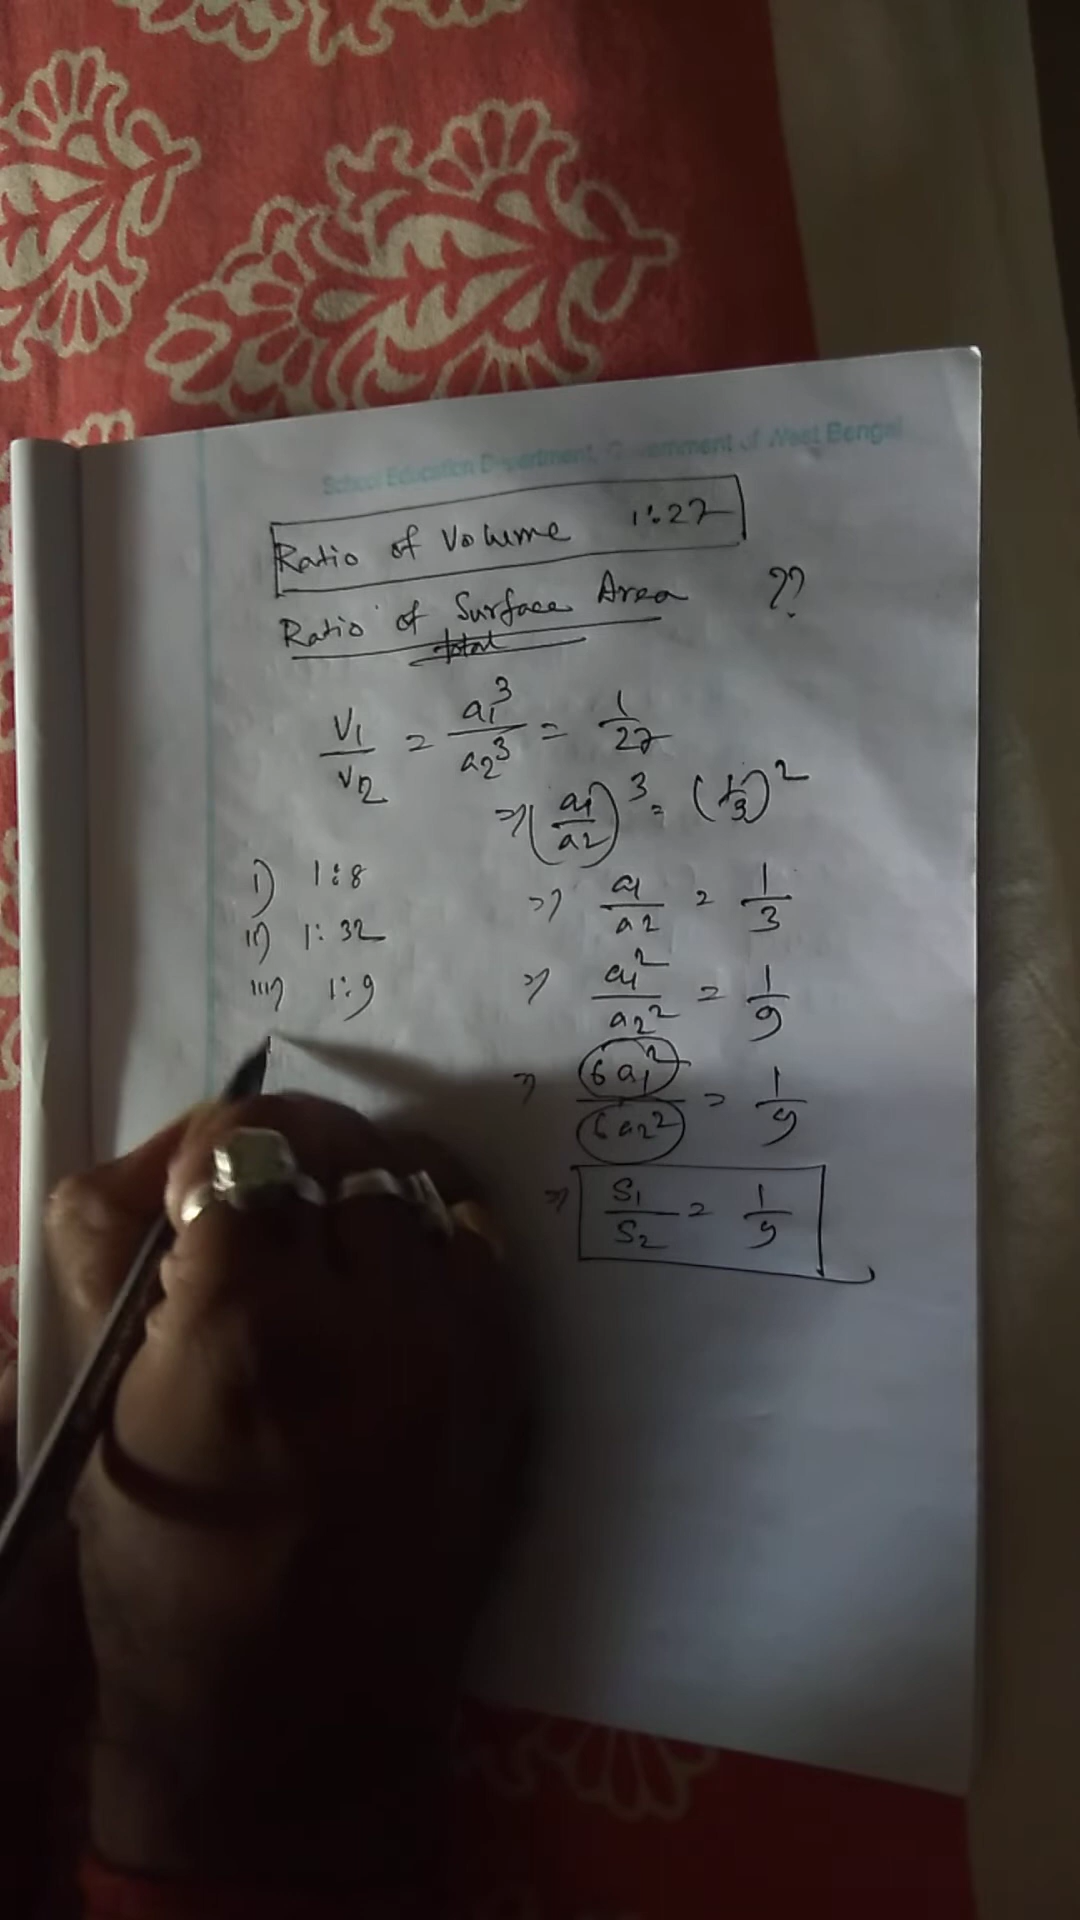 School Education Department, Government of West Bengal
Ratio of Volume 1:27
Ratio of Surface Area ??
total
V1/V2 = a1³/a2³ = 1/27
⇒ (a1/a2)³ = (1/3)²
i) 1:8
⇒ a1/a2 = 1/3
ii) 1:32
iii) 1:9
⇒ a1²/a2² = 1/9
⇒ 6a1²/6a2² = 1/9
⇒ S1/S2 = 1/9